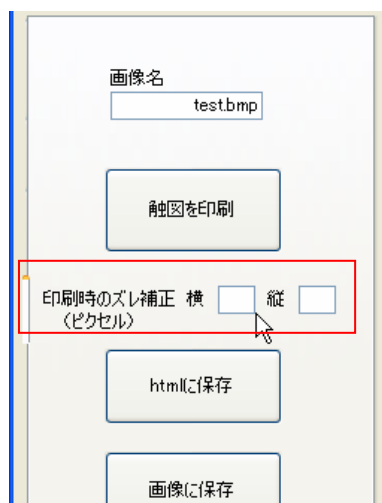 画像名
test.bmp
触図を印刷
印刷時のズレ補正 横 縦
(ピクセル)
htmlに保存
画像に保存